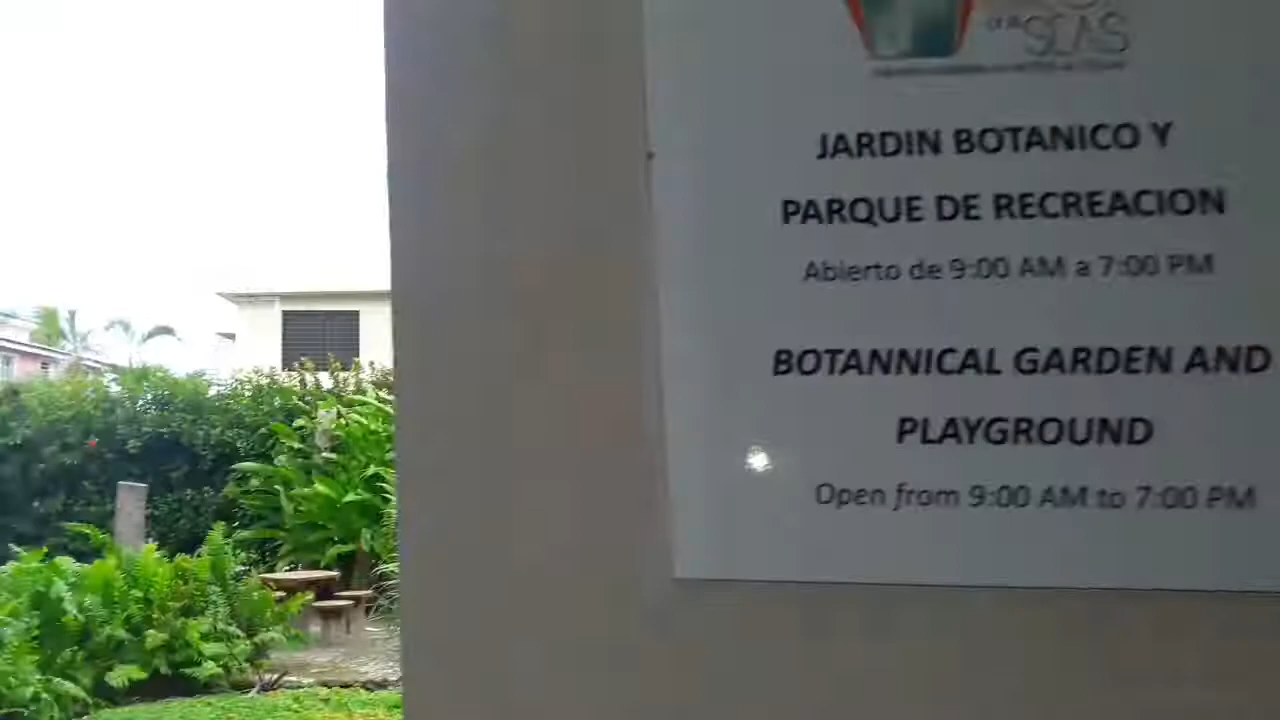 SCAS
JARDIN BOTANICO Y
PARQUE DE RECREACION
Abierto de 9:00 AM a 7:00 PM
BOTANNICAL GARDEN AND
PLAYGROUND
Open from 9:00 AM to 7:00 PM